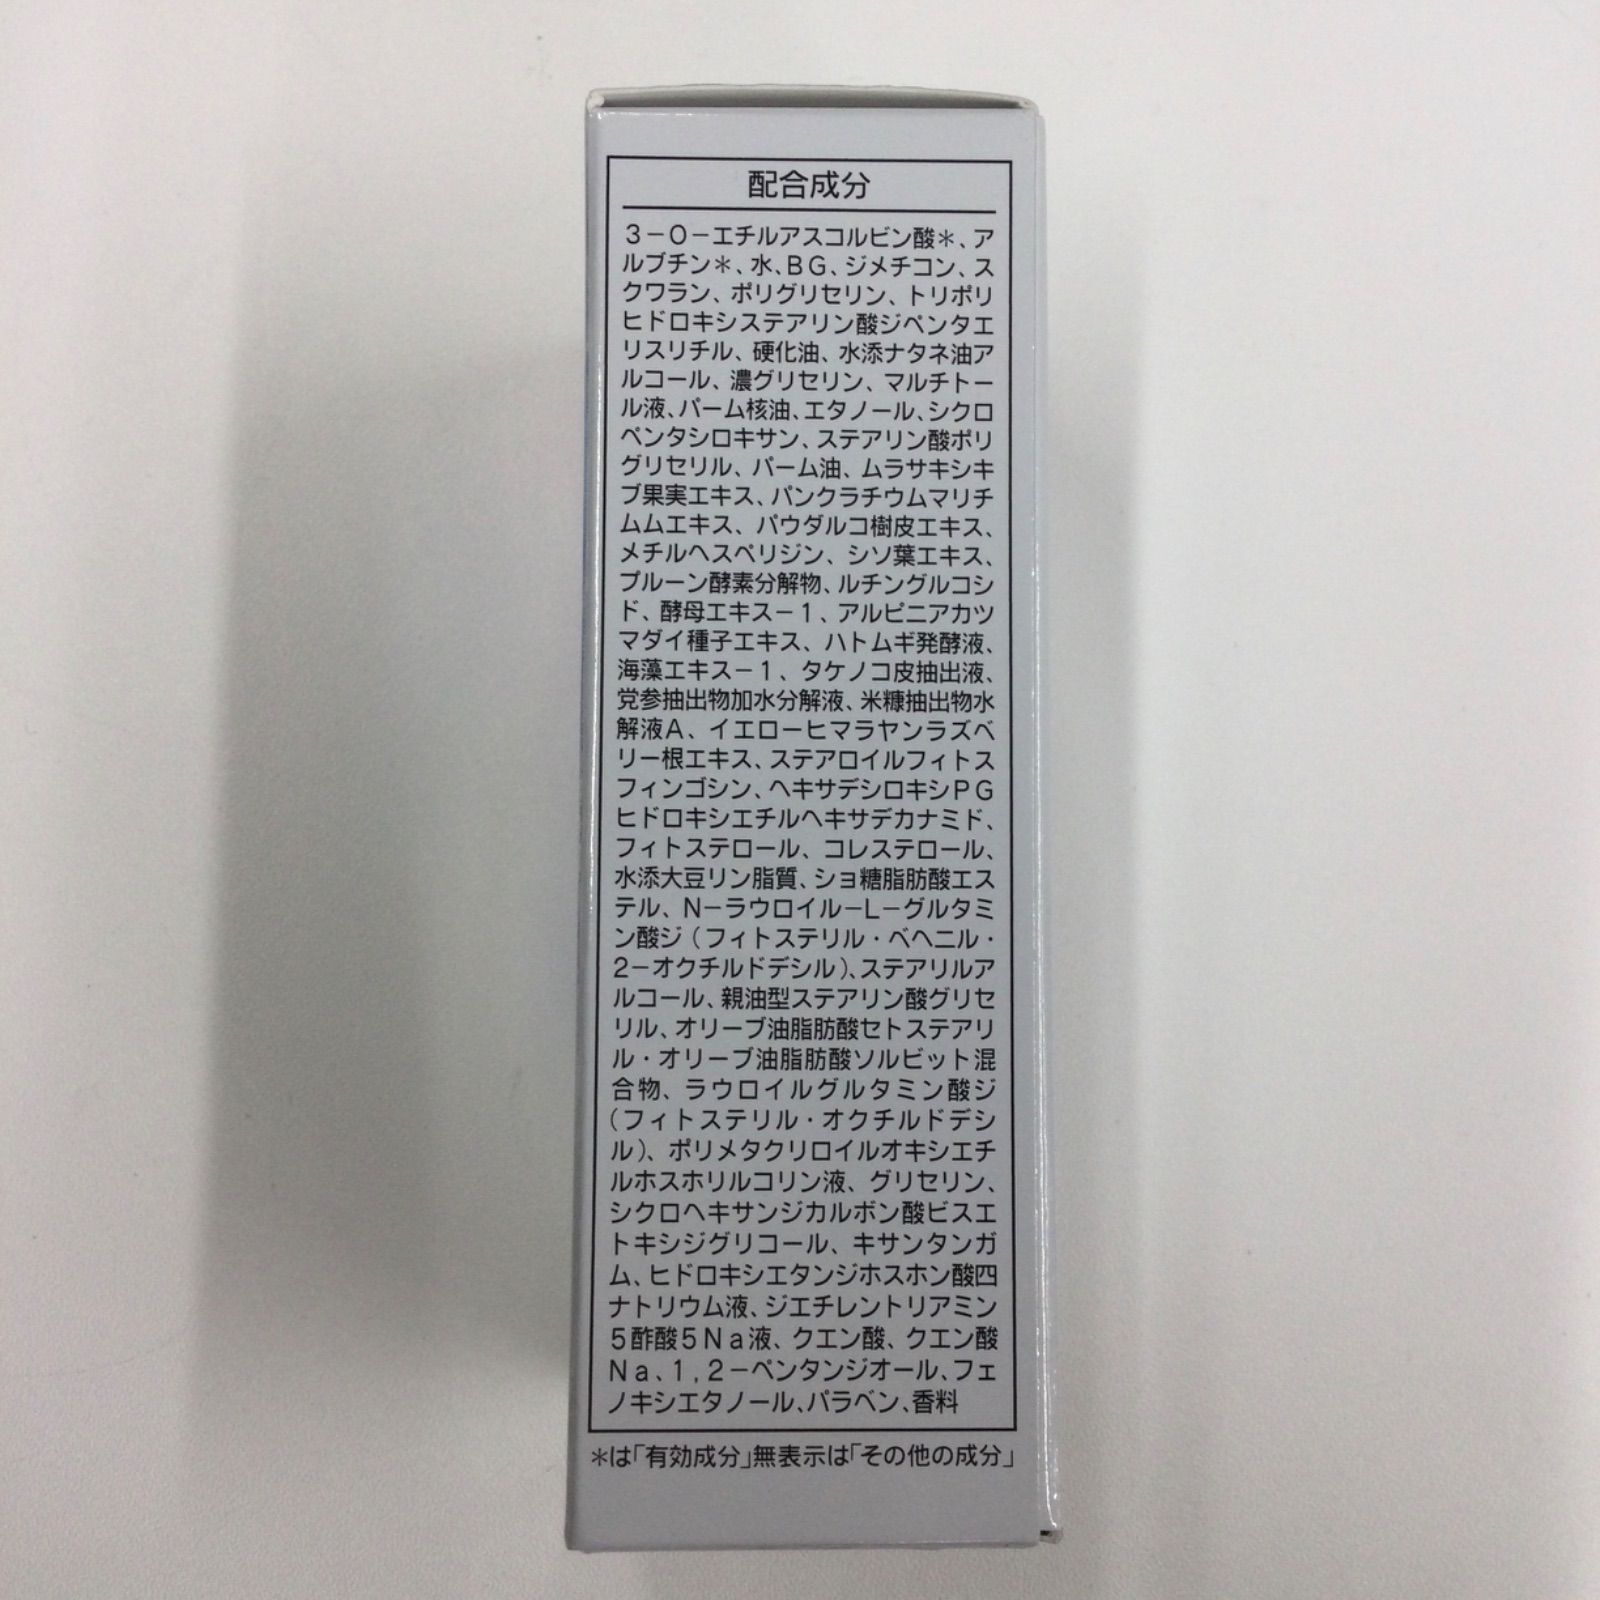 配合成分
3－O－エチルアスコルビン酸＊、ア
ルブチン＊、水、BG、ジメチコン、ス
クワラン、ポリグリセリン、トリポリ
ヒドロキシステアリン酸ジペンタエ
リスリチル、硬化油、水添ナタネ油ア
ルコール、濃グリセリン、マルチトー
ル液、パーム核油、エタノール、シクロ
ペンタシロキサン、ステアリン酸ポリ
グリセリル、パーム油、ムラサキシキ
ブ果実エキス、パンクラチウムマリチ
ムムエキス、パウダルコ樹皮エキス、
メチルヘスペリジン、シソ葉エキス、
プルーン酵素分解物、ルチングルコシ
ド、酵母エキス－1、アルピニアカツ
マダイ種子エキス、ハトムギ発酵液、
海藻エキス－1、タケノコ皮抽出液、
党参抽出物加水分解液、米糠抽出物水
解液A、イエローヒマラヤンラズベ
リー根エキス、ステアロイルフィトス
フィンゴシン、ヘキサデシロキシPG
ヒドロキシエチルヘキサデカナミド、
フィトステロール、コレステロール、
水添大豆リン脂質、ショ糖脂肪酸エス
テル、N－ラウロイル－L－グルタミ
ン酸ジ（フィトステリル・ベヘニル・
2－オクチルドデシル）、ステアリルア
ルコール、親油型ステアリン酸グリセ
リル、オリーブ油脂肪酸セトステアリ
ル・オリーブ油脂肪酸ソルビット混
合物、ラウロイルグルタミン酸ジ
（フィトステリル・オクチルドデシ
ル）、ポリメタクリロイルオキシエチ
ルホスホリルコリン液、グリセリン、
シクロヘキサンジカルボン酸ビスエ
トキシジグリコール、キサンタンガ
ム、ヒドロキシエタンジホスホン酸四
ナトリウム液、ジエチレントリアミン
5酢酸5Na液、クエン酸、クエン酸
Na、1,2－ペンタンジオール、フェ
ノキシエタノール、パラベン、香料
＊は「有効成分」無表示は「その他の成分」